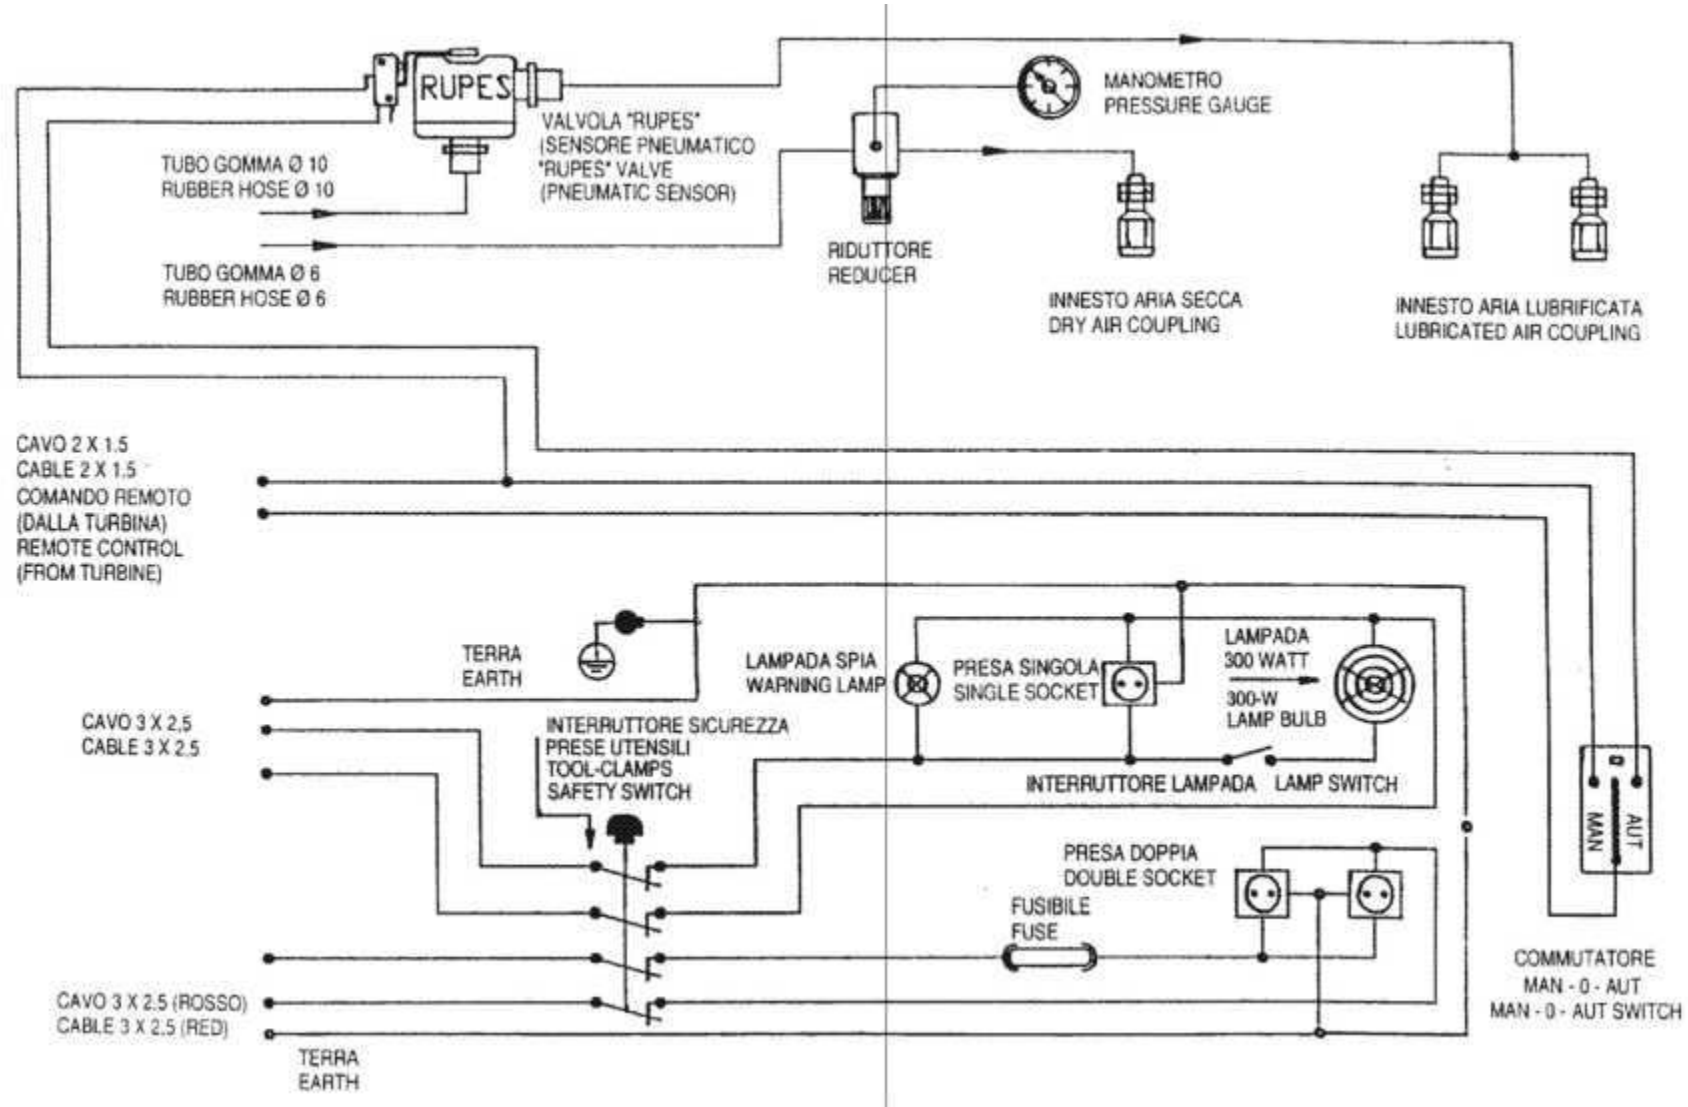 RUPES
VALVOLA "RUPES"
(SENSORE PNEUMATICO
"RUPES" VALVE
(PNEUMATIC SENSOR)
MANOMETRO
PRESSURE GAUGE
TUBO GOMMA Ø 10
RUBBER HOSE Ø 10
TUBO GOMMA Ø 6
RUBBER HOSE Ø 6
RIDUTTORE
REDUCER
INNESTO ARIA SECCA
DRY AIR COUPLING
INNESTO ARIA LUBRIFICATA
LUBRICATED AIR COUPLING
CAVO 2 X 1.5
CABLE 2 X 1.5
COMANDO REMOTO
(DALLA TURBINA)
REMOTE CONTROL
(FROM TURBINE)
TERRA
EARTH
LAMPADA SPIA
WARNING LAMP
PRESA SINGOLA
SINGLE SOCKET
LAMPADA
300 WATT
300-W
LAMP BULB
CAVO 3 X 2,5
CABLE 3 X 2.5
INTERRUTTORE SICUREZZA
PRESE UTENSILI
TOOL-CLAMPS
SAFETY SWITCH
INTERRUTTORE LAMPADA LAMP SWITCH
0
MAN
AUT
PRESA DOPPIA
DOUBLE SOCKET
FUSIBILE
FUSE
COMMUTATORE
MAN - 0 - AUT
MAN - 0 - AUT SWITCH
CAVO 3 X 2.5 (ROSSO)
CABLE 3 X 2.5 (RED)
TERRA
EARTH